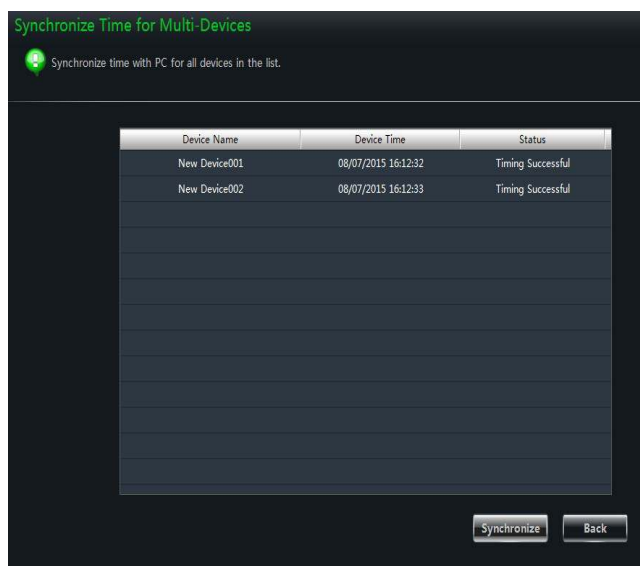 Synchronize Time for Multi-Devices
Synchronize time with PC for all devices in the list.
Device Name Device Time Status
New Device001 08/07/2015 16:12:32 Timing Successful
New Device002 08/07/2015 16:12:33 Timing Successful
Synchronize Back